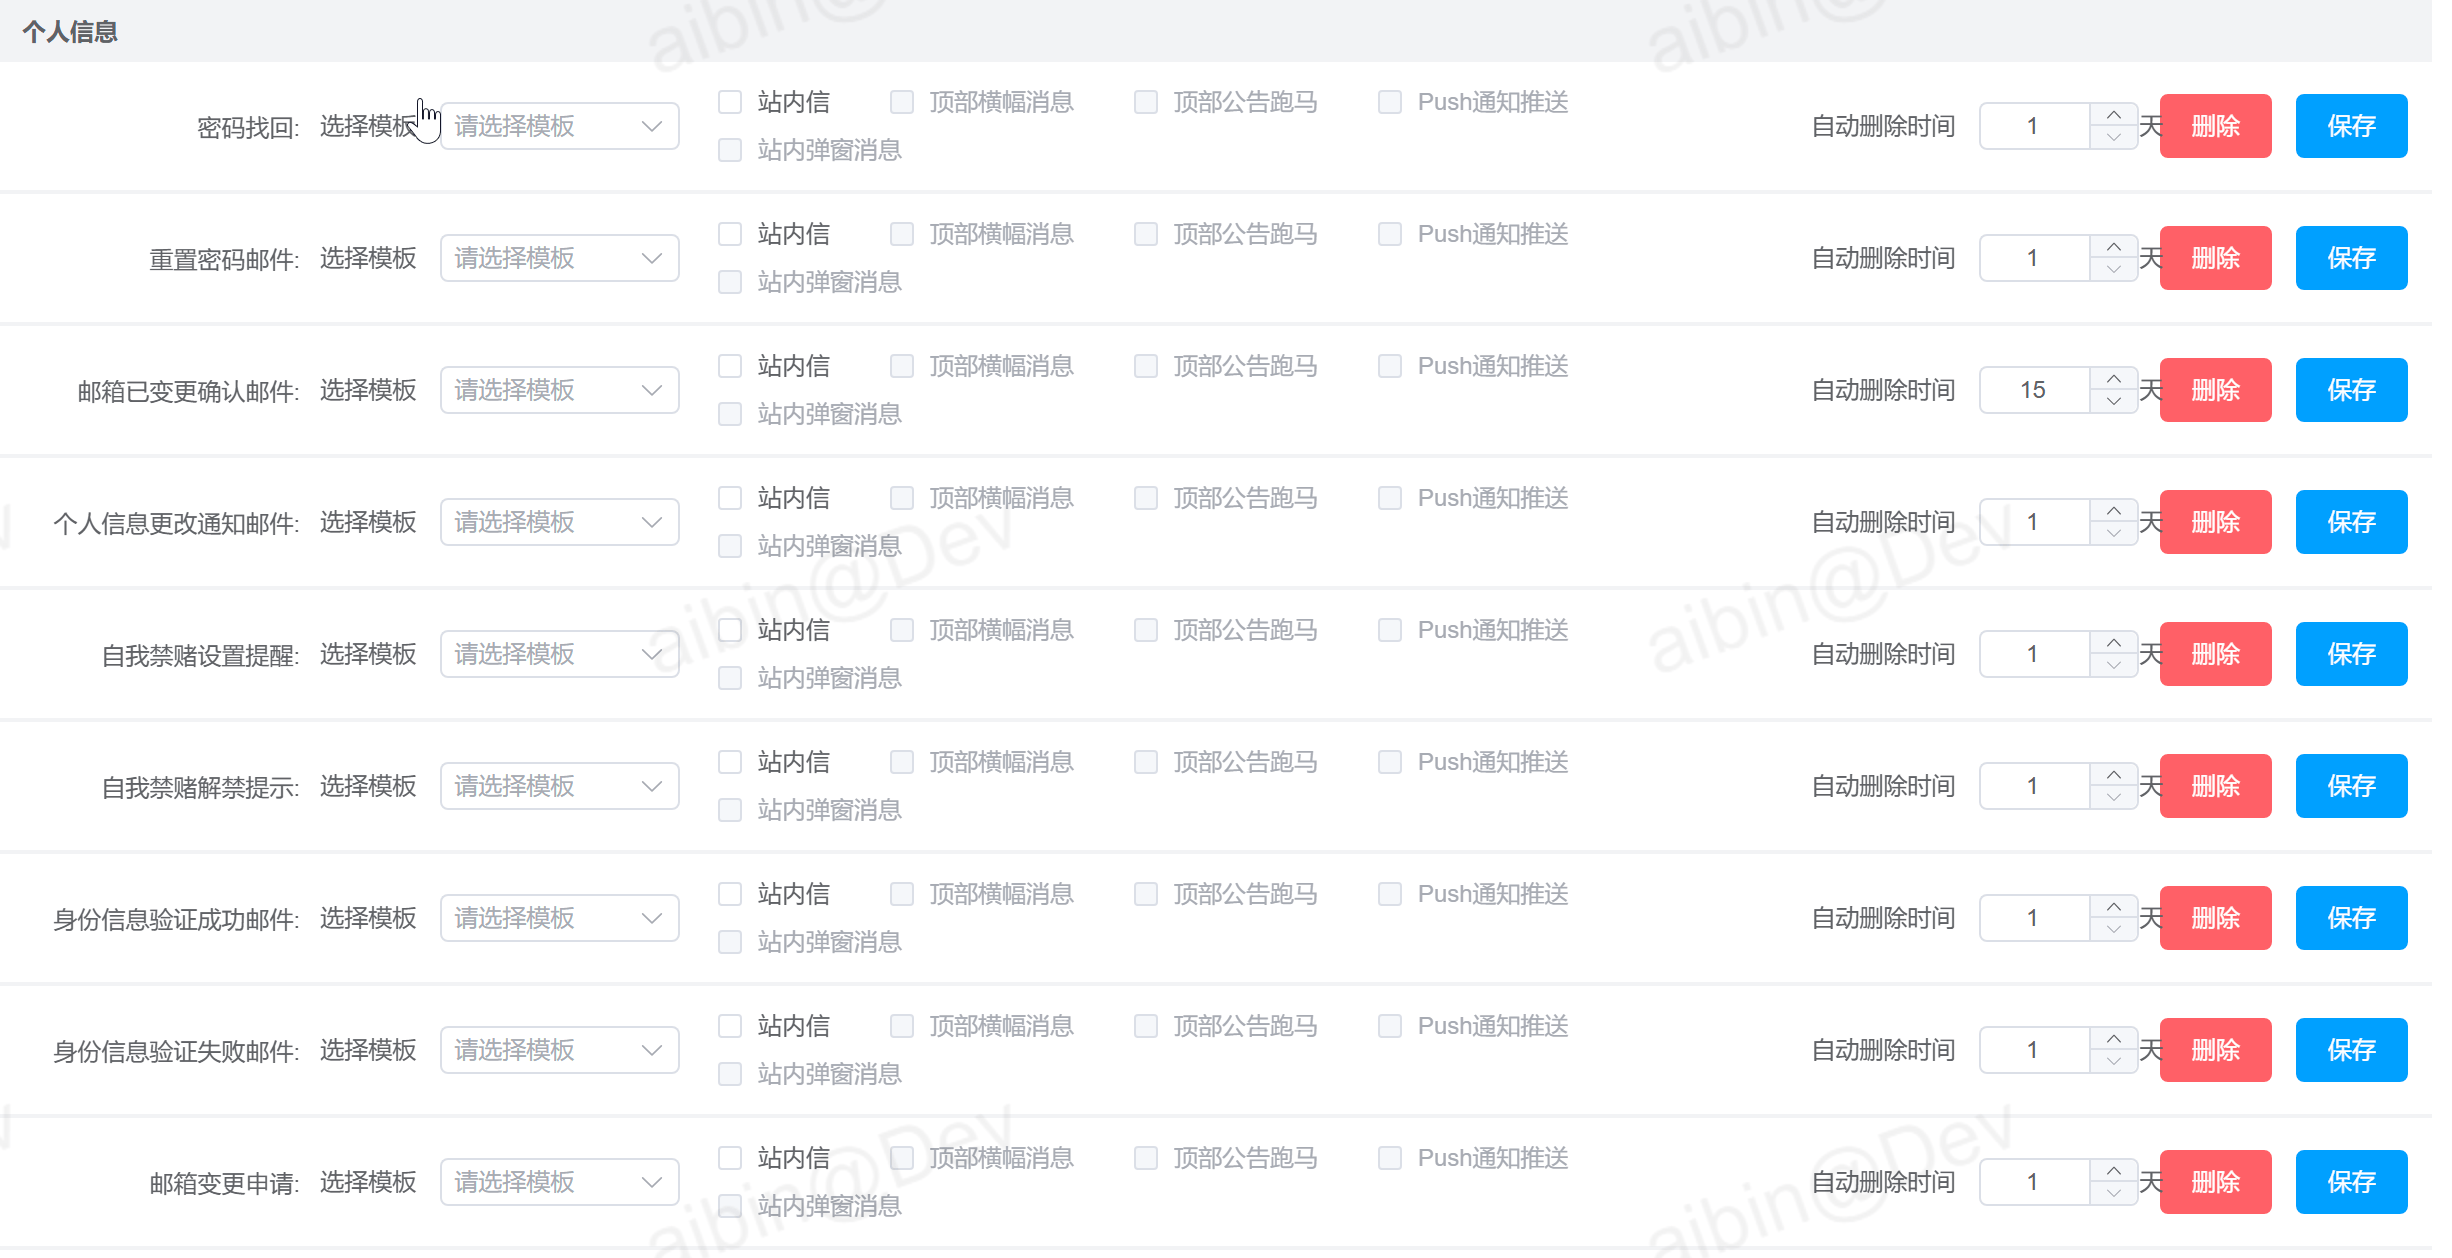 个人信息
密码找回: 选择模板 请选择模板 站内信 顶部横幅消息 顶部公告跑马 Push通知推送 自动删除时间 1 天 删除 保存
站内弹窗消息
重置密码邮件: 选择模板 请选择模板 站内信 顶部横幅消息 顶部公告跑马 Push通知推送 自动删除时间 1 天 删除 保存
站内弹窗消息
邮箱已变更确认邮件: 选择模板 请选择模板 站内信 顶部横幅消息 顶部公告跑马 Push通知推送 自动删除时间 15 天 删除 保存
站内弹窗消息
个人信息更改通知邮件: 选择模板 请选择模板 站内信 顶部横幅消息 顶部公告跑马 Push通知推送 自动删除时间 1 天 删除 保存
站内弹窗消息
自我禁赌设置提醒: 选择模板 请选择模板 站内信 顶部横幅消息 顶部公告跑马 Push通知推送 自动删除时间 1 天 删除 保存
站内弹窗消息
自我禁赌解禁提示: 选择模板 请选择模板 站内信 顶部横幅消息 顶部公告跑马 Push通知推送 自动删除时间 1 天 删除 保存
站内弹窗消息
身份信息验证成功邮件: 选择模板 请选择模板 站内信 顶部横幅消息 顶部公告跑马 Push通知推送 自动删除时间 1 天 删除 保存
站内弹窗消息
身份信息验证失败邮件: 选择模板 请选择模板 站内信 顶部横幅消息 顶部公告跑马 Push通知推送 自动删除时间 1 天 删除 保存
站内弹窗消息
邮箱变更申请: 选择模板 请选择模板 站内信 顶部横幅消息 顶部公告跑马 Push通知推送 自动删除时间 1 天 删除 保存
站内弹窗消息
aibin@
aibin@
aibin@Dev
aibin@Dev
aibin@Dev
aibin@Dev